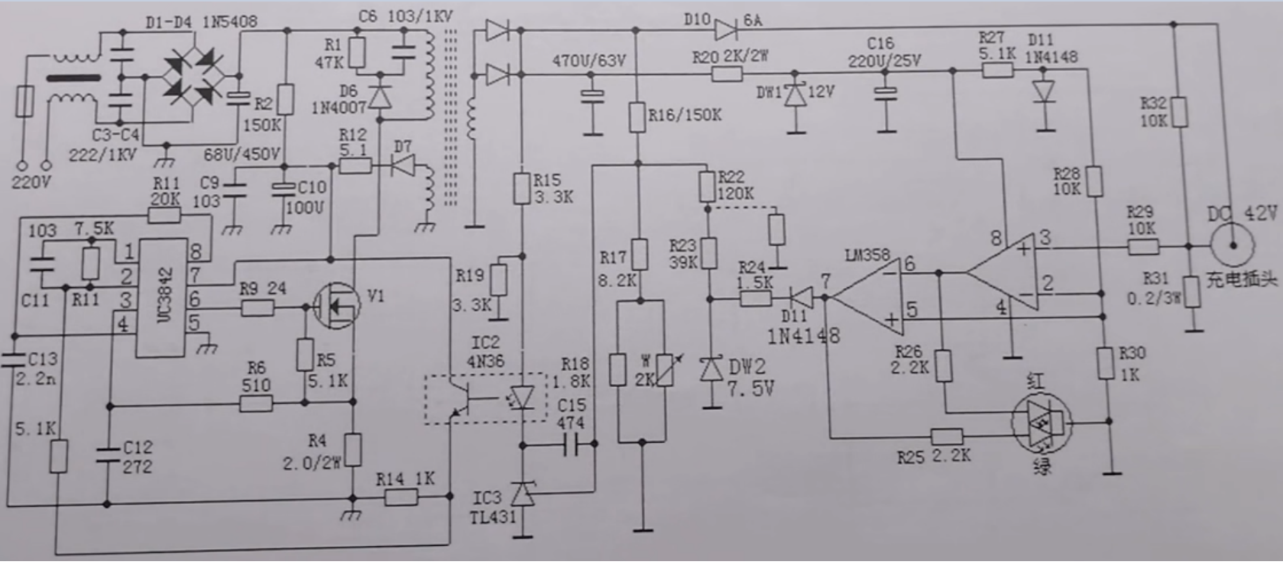 D1-D4 1N5408
C6 103/1KV
R1
47K
D6
1N4007
R2
150K
C3-C4
222/1KV
68U/450V
220V
R12
5.1
D7
C9
103
C10
100U
R11
20K
103
7.5K
C11
R11
UC3842
1
2
3
4
8
7
6
5
R9 24
V1
R5
5.1K
R6
510
C13
2.2n
5.1K
C12
272
R4
2.0/2W
R14 1K
IC2
4N36
IC3
TL431
R15
3.3K
R19
3.3K
R18
1.8K
C15
474
470U/63V
D10
6A
R20 2K/2W
R16/150K
DW1
12V
C16
220U/25V
R27
5.1K
D11
1N4148
R32
10K
R28
10K
R22
120K
R23
39K
R17
8.2K
W
2K
R24
1.5K
D11
1N4148
DW2
7.5V
LM358
7
6
5
8
4
3
2
R29
10K
DC 42V
充电插头
R31
0.2/3W
R26
2.2K
R30
1K
红
绿
R25 2.2K